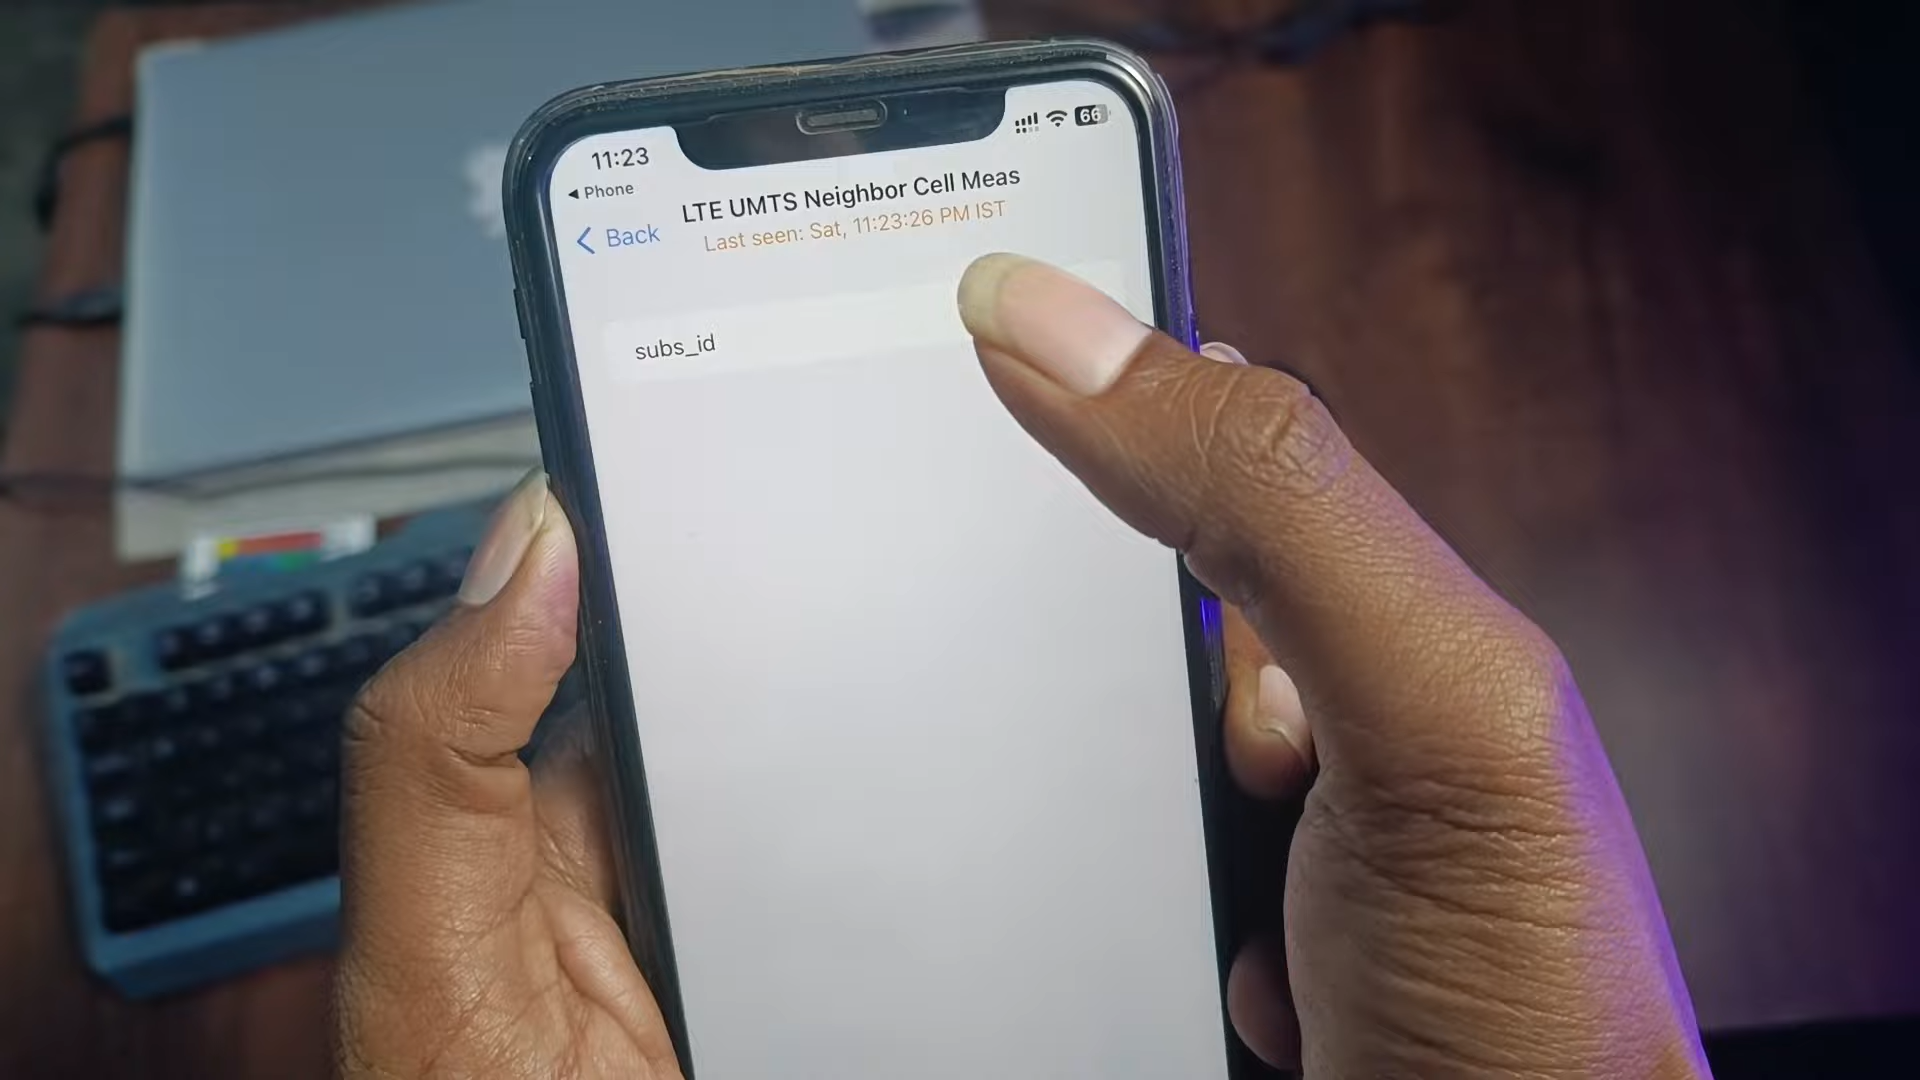 11:23
66
◀ Phone
LTE UMTS Neighbor Cell Meas
Back
Last seen: Sat, 11:23:26 PM IST
subs_id